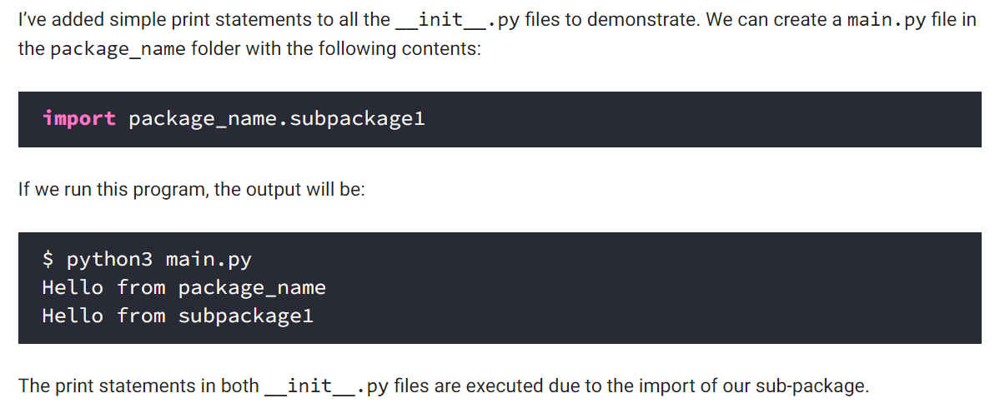 I've added simple print statements to all the __init__.py files to demonstrate. We can create a main.py file in
the package_name folder with the following contents:
import package_name.subpackage1
If we run this program, the output will be:
$ python3 main.py
Hello from package_name
Hello from subpackage1
The print statements in both __init__.py files are executed due to the import of our sub-package.